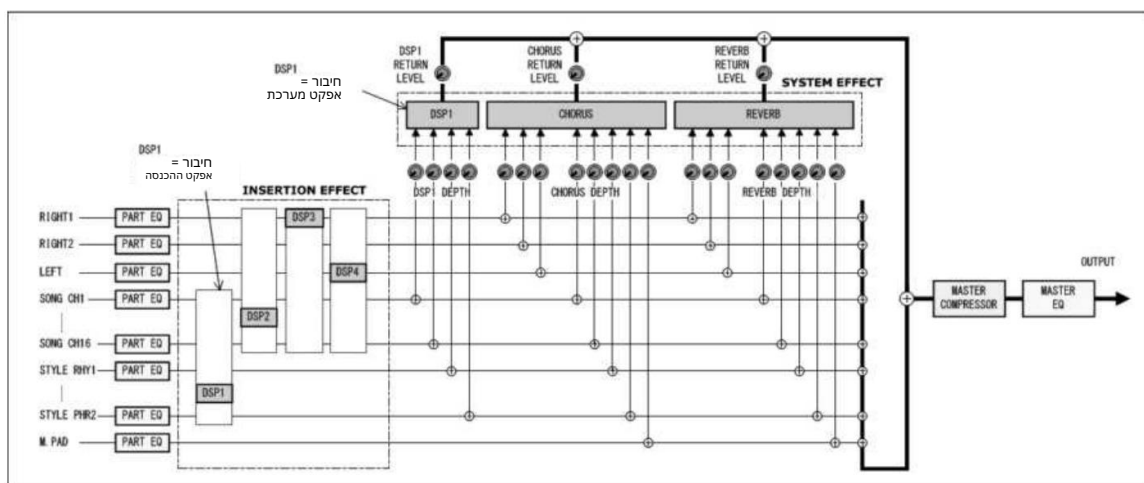 DSP1
RETURN
LEVEL
CHORUS
RETURN
LEVEL
REVERB
RETURN
LEVEL
SYSTEM EFFECT
DSP1
חיבור =
אפקט מערכת
DSP1
CHORUS
REVERB
DSP1 DEPTH
CHORUS DEPTH
REVERB DEPTH
DSP1
חיבור =
אפקט ההכנסה
INSERTION EFFECT
RIGHT1 PART EQ
RIGHT2 PART EQ
LEFT PART EQ
SONG CH1 PART EQ
SONG CH16 PART EQ
STYLE RHY1 PART EQ
STYLE PHR2 PART EQ
M.PAD PART EQ
DSP3
DSP4
DSP2
DSP1
OUTPUT
MASTER
COMPRESSOR
MASTER
EQ